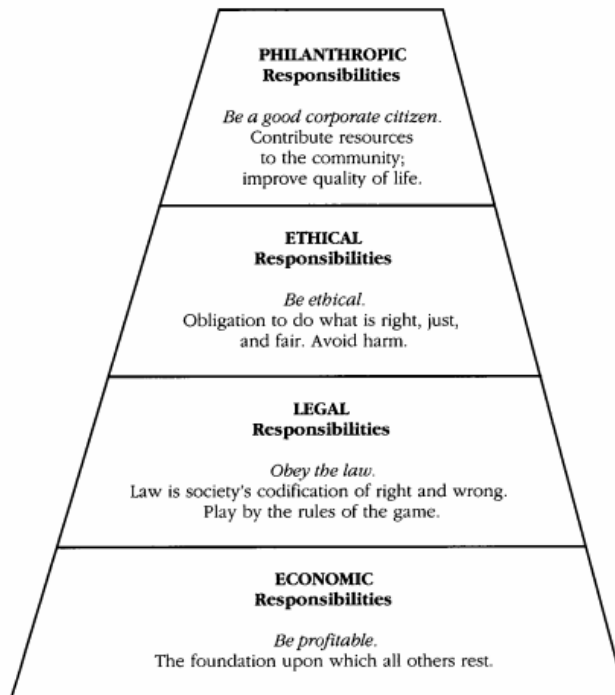 PHILANTHROPIC
Responsibilities
Be a good corporate citizen.
Contribute resources
to the community;
improve quality of life.
ETHICAL
Responsibilities
Be ethical.
Obligation to do what is right, just,
and fair. Avoid harm.
LEGAL
Responsibilities
Obey the law.
Law is society's codification of right and wrong.
Play by the rules of the game.
ECONOMIC
Responsibilities
Be profitable.
The foundation upon which all others rest.